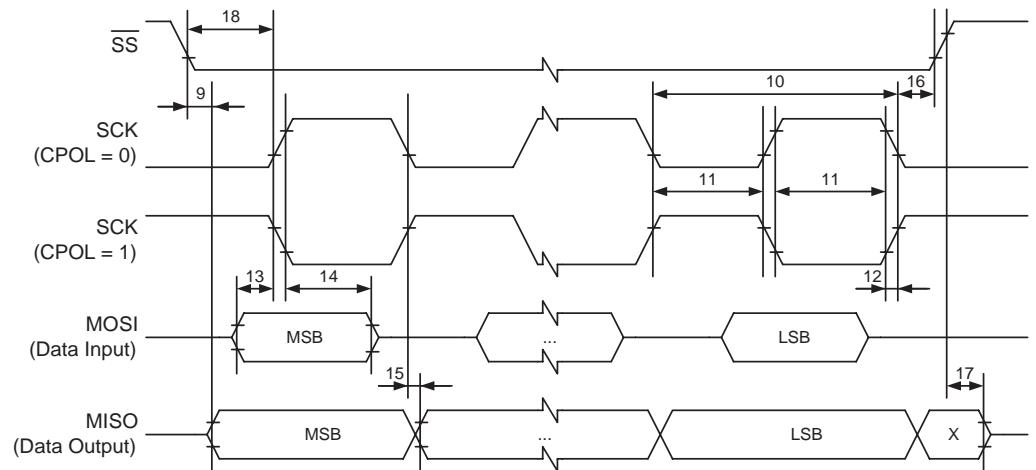 18
SS
10
9
16
SCK
(CPOL = 0)
11
11
SCK
(CPOL = 1)
13
14
12
MOSI
(Data Input)
MSB
...
LSB
15
17
MISO
(Data Output)
MSB
...
LSB
X